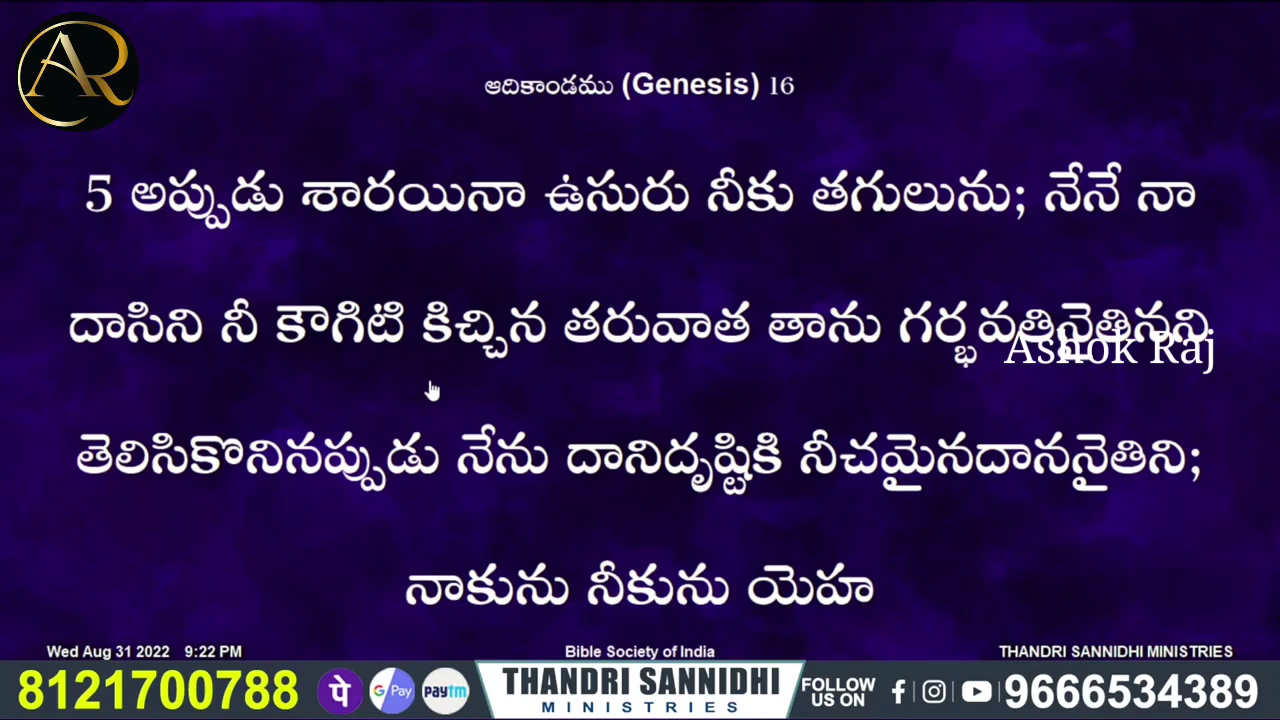 AR
ఆదికాండము (Genesis) 16
5 అప్పుడు శారయినా ఉసురు నీకు తగులును; నేనే నా
దాసిని నీ కౌగిటి కిచ్చిన తరువాత తాను గర్భవతినైతినని
Ashok Raj
తెలిసికొనినప్పుడు నేను దానిదృష్టికి నీచమైనదాననైతిని;
నాకును నీకును యెహ
Wed Aug 31 2022 9:22 PM
Bible Society of India
THANDRI SANNIDHI MINISTRIES
8121700788
पे
G Pay
paytm
THANDRI SANNIDHI
MINISTRIES
FOLLOW
US ON
9666534389